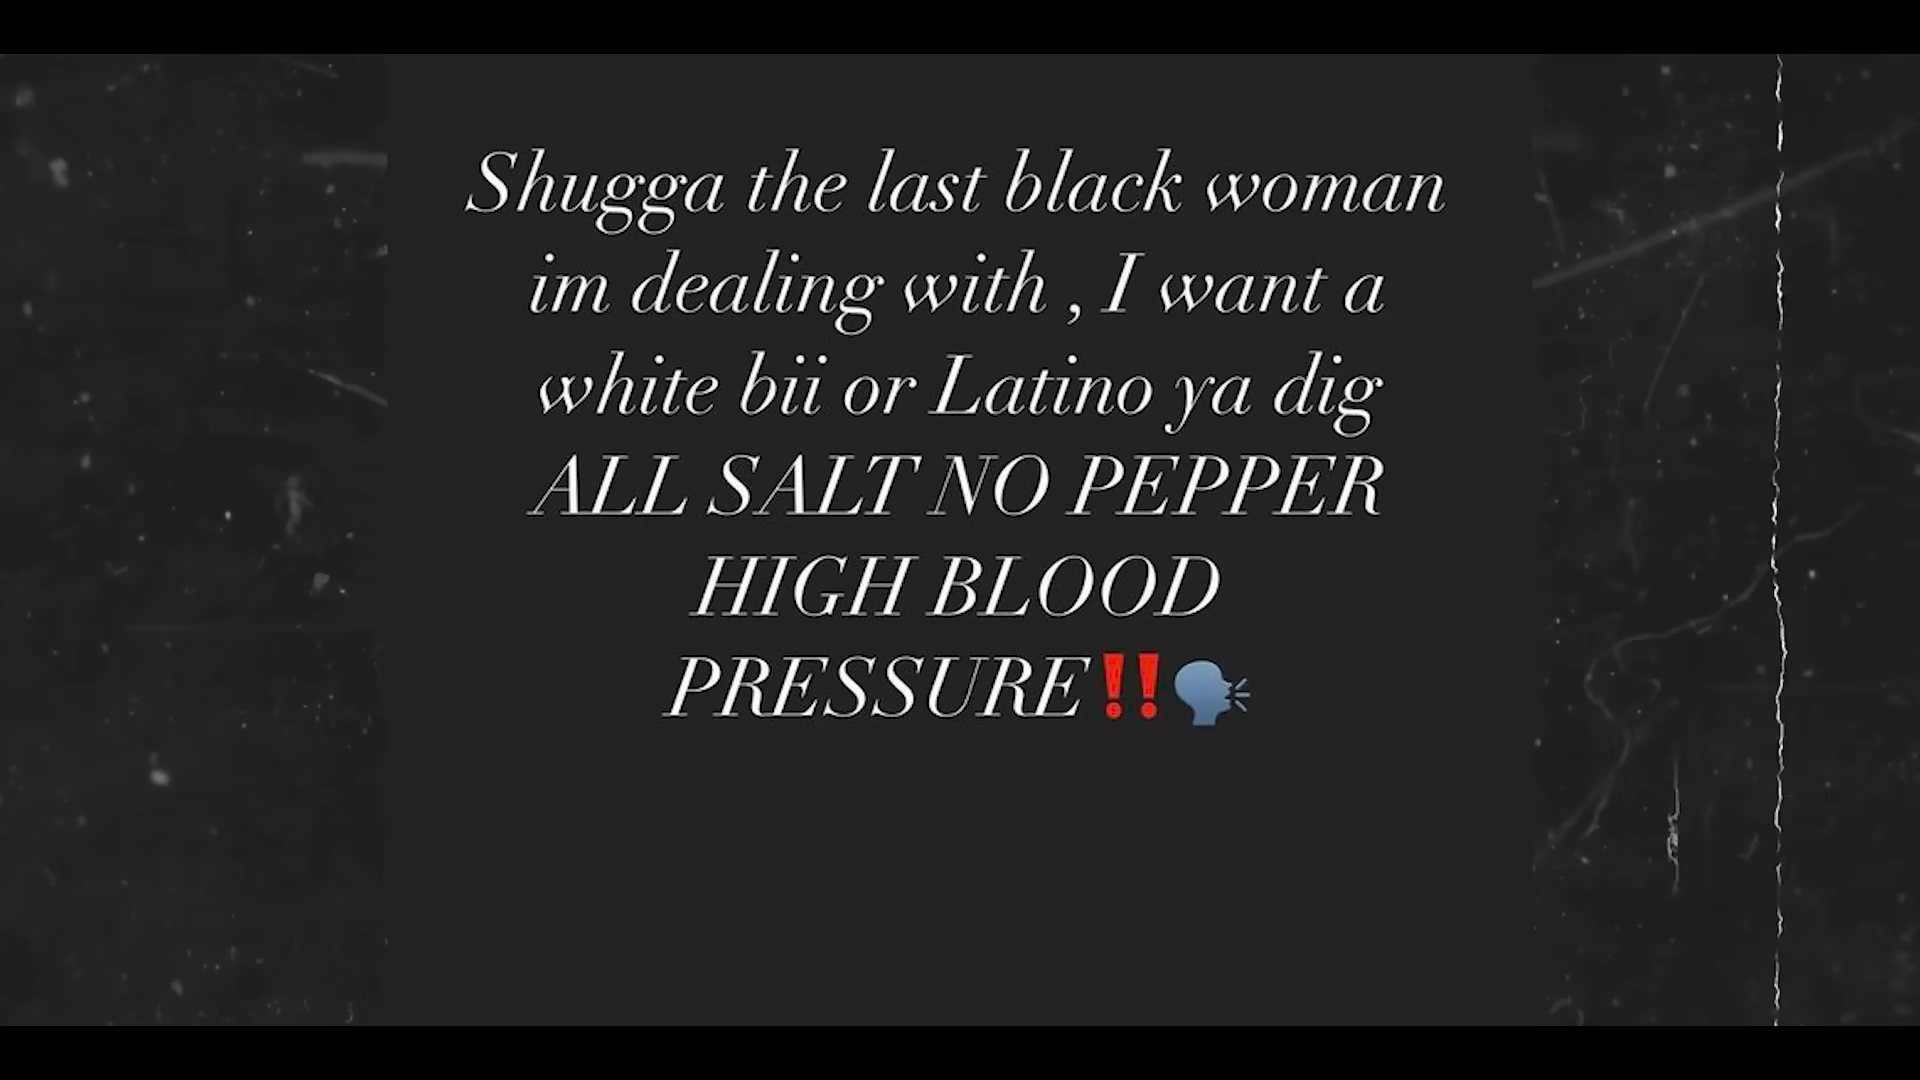 Shugga the last black woman
im dealing with , I want a
white bii or Latino ya dig
ALL SALT NO PEPPER
HIGH BLOOD
PRESSURE‼️🗣️